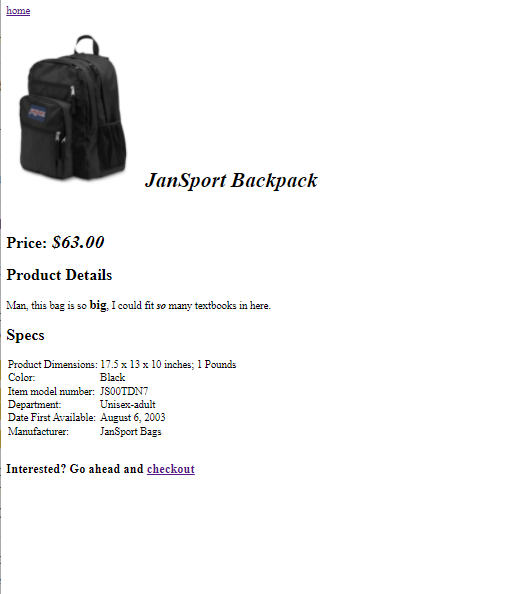 home
JANSPORT
JanSport Backpack
Price: $63.00
Product Details
Man, this bag is so big, I could fit so many textbooks in here.
Specs
Product Dimensions: 17.5 x 13 x 10 inches; 1 Pounds
Color: Black
Item model number: JS00TDN7
Department: Unisex-adult
Date First Available: August 6, 2003
Manufacturer: JanSport Bags
Interested? Go ahead and checkout